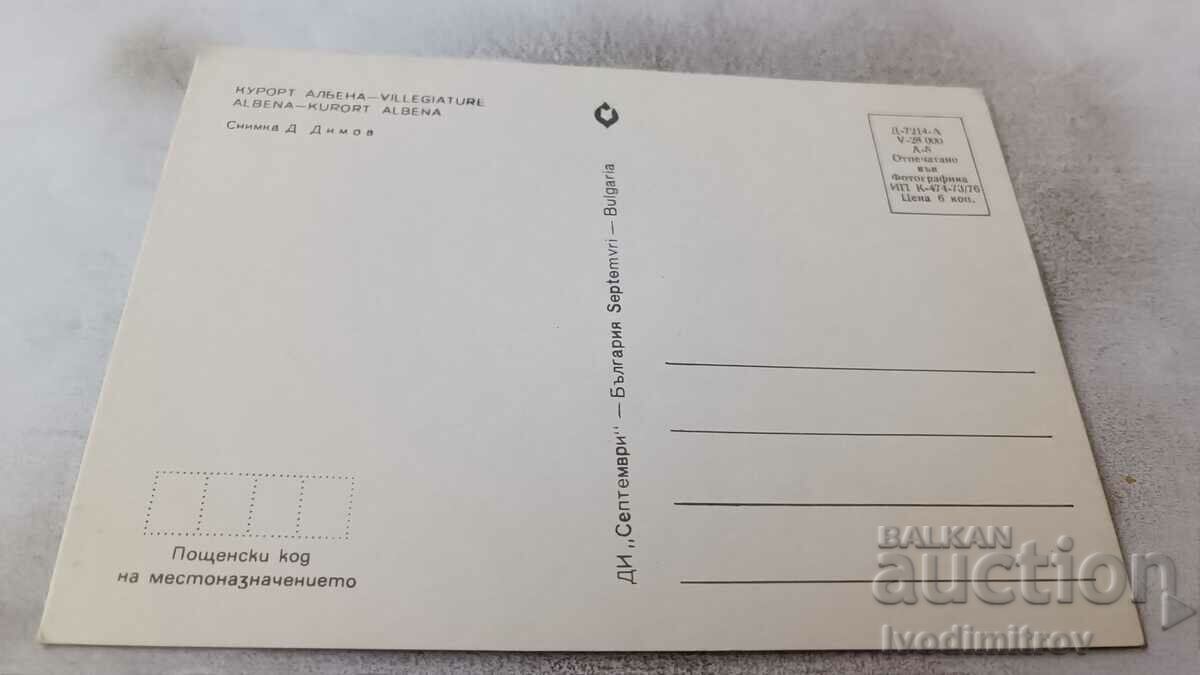 КУРОРТ АЛБЕНА—VILLEGIATURE
ALBENA—KURORT ALBENA
Снимка Д Димов
Д-7214-А
V-28 000
А-8
Отпечатано
във
Фотографика
ИП К-474-73/76
Цена 6 коп.
ДИ „Септември" — България Septemvri — Bulgaria
Пощенски код
на местоназначението
BALKAN
auction
Ivodimitrov